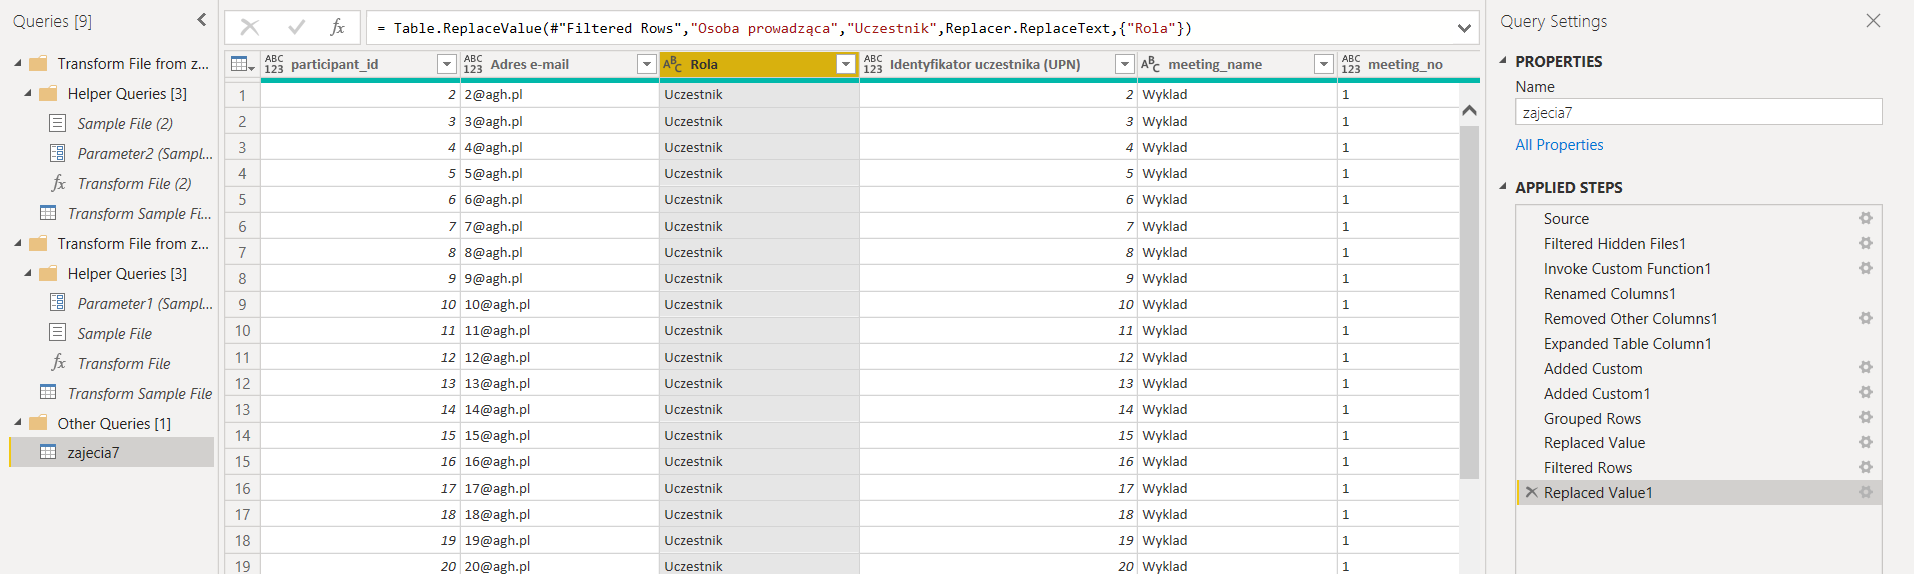 Queries [9]
Transform File from z...
Helper Queries [3]
Sample File (2)
Parameter2 (Sampl...
Transform File (2)
Transform Sample Fi...
Transform File from z...
Helper Queries [3]
Parameter1 (Sampl...
Sample File
Transform File
Transform Sample File
Other Queries [1]
zajecia7
fx = Table.ReplaceValue(#"Filtered Rows","Osoba prowadząca","Uczestnik",Replacer.ReplaceText,{"Rola"})
ABC 123 participant_id ABC 123 Adres e-mail ABC Rola ABC 123 Identyfikator uczestnika (UPN) ABC meeting_name ABC 123 meeting_no
1 2 2@agh.pl Uczestnik 2 Wyklad 1
2 3 3@agh.pl Uczestnik 3 Wyklad 1
3 4 4@agh.pl Uczestnik 4 Wyklad 1
4 5 5@agh.pl Uczestnik 5 Wyklad 1
5 6 6@agh.pl Uczestnik 6 Wyklad 1
6 7 7@agh.pl Uczestnik 7 Wyklad 1
7 8 8@agh.pl Uczestnik 8 Wyklad 1
8 9 9@agh.pl Uczestnik 9 Wyklad 1
9 10 10@agh.pl Uczestnik 10 Wyklad 1
10 11 11@agh.pl Uczestnik 11 Wyklad 1
11 12 12@agh.pl Uczestnik 12 Wyklad 1
12 13 13@agh.pl Uczestnik 13 Wyklad 1
13 14 14@agh.pl Uczestnik 14 Wyklad 1
14 15 15@agh.pl Uczestnik 15 Wyklad 1
15 16 16@agh.pl Uczestnik 16 Wyklad 1
16 17 17@agh.pl Uczestnik 17 Wyklad 1
17 18 18@agh.pl Uczestnik 18 Wyklad 1
18 19 19@agh.pl Uczestnik 19 Wyklad 1
19 20 20@agh.pl Uczestnik 20 Wyklad 1
Query Settings
PROPERTIES
Name
zajecia7
All Properties
APPLIED STEPS
Source
Filtered Hidden Files1
Invoke Custom Function1
Renamed Columns1
Removed Other Columns1
Expanded Table Column1
Added Custom
Added Custom1
Grouped Rows
Replaced Value
Filtered Rows
Replaced Value1